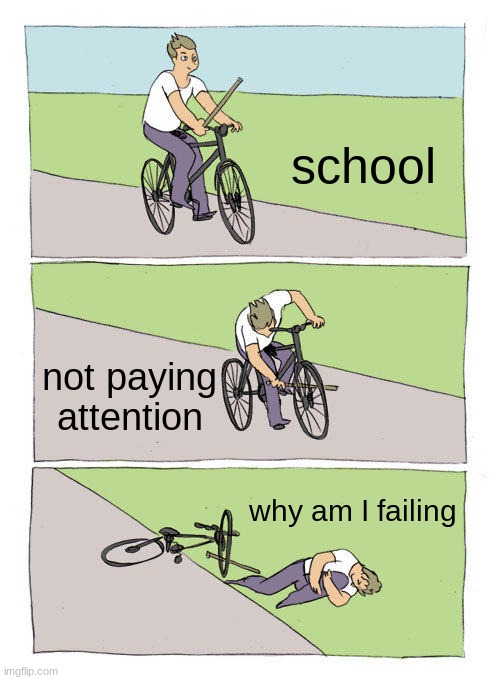 school
not paying
attention
why am I failing
imgflip.com